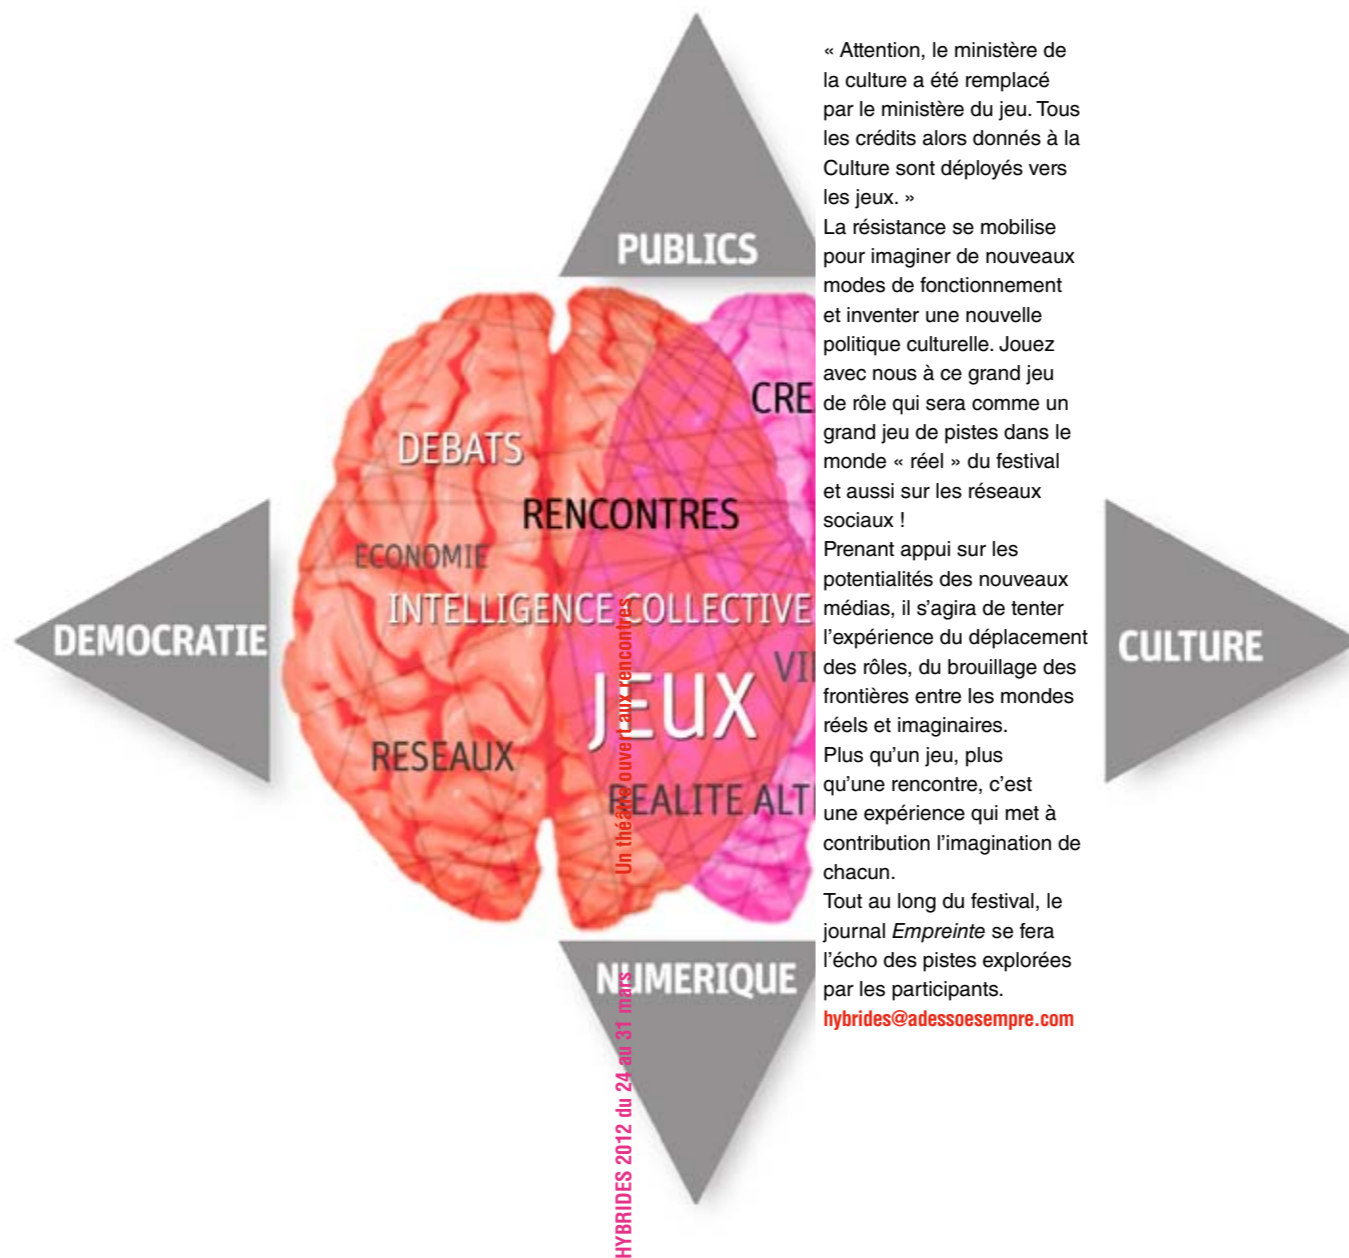 PUBLICS
CRE
DEBATS
RENCONTRES
ECONOMIE
INTELLIGENCE COLLECTIVE
DEMOCRATIE
VI
JEUX
RESEAUX
REALITE ALT
NUMERIQUE
CULTURE
Un théâtre ouvert aux rencontres
HYBRIDES 2012 du 24 au 31 mars
« Attention, le ministère de
la culture a été remplacé
par le ministère du jeu. Tous
les crédits alors donnés à la
Culture sont déployés vers
les jeux. »
La résistance se mobilise
pour imaginer de nouveaux
modes de fonctionnement
et inventer une nouvelle
politique culturelle. Jouez
avec nous à ce grand jeu
de rôle qui sera comme un
grand jeu de pistes dans le
monde « réel » du festival
et aussi sur les réseaux
sociaux !
Prenant appui sur les
potentialités des nouveaux
médias, il s’agira de tenter
l’expérience du déplacement
des rôles, du brouillage des
frontières entre les mondes
réels et imaginaires.
Plus qu’un jeu, plus
qu’une rencontre, c’est
une expérience qui met à
contribution l’imagination de
chacun.
Tout au long du festival, le
journal Empreinte se fera
l’écho des pistes explorées
par les participants.
hybrides@adessoesempre.com